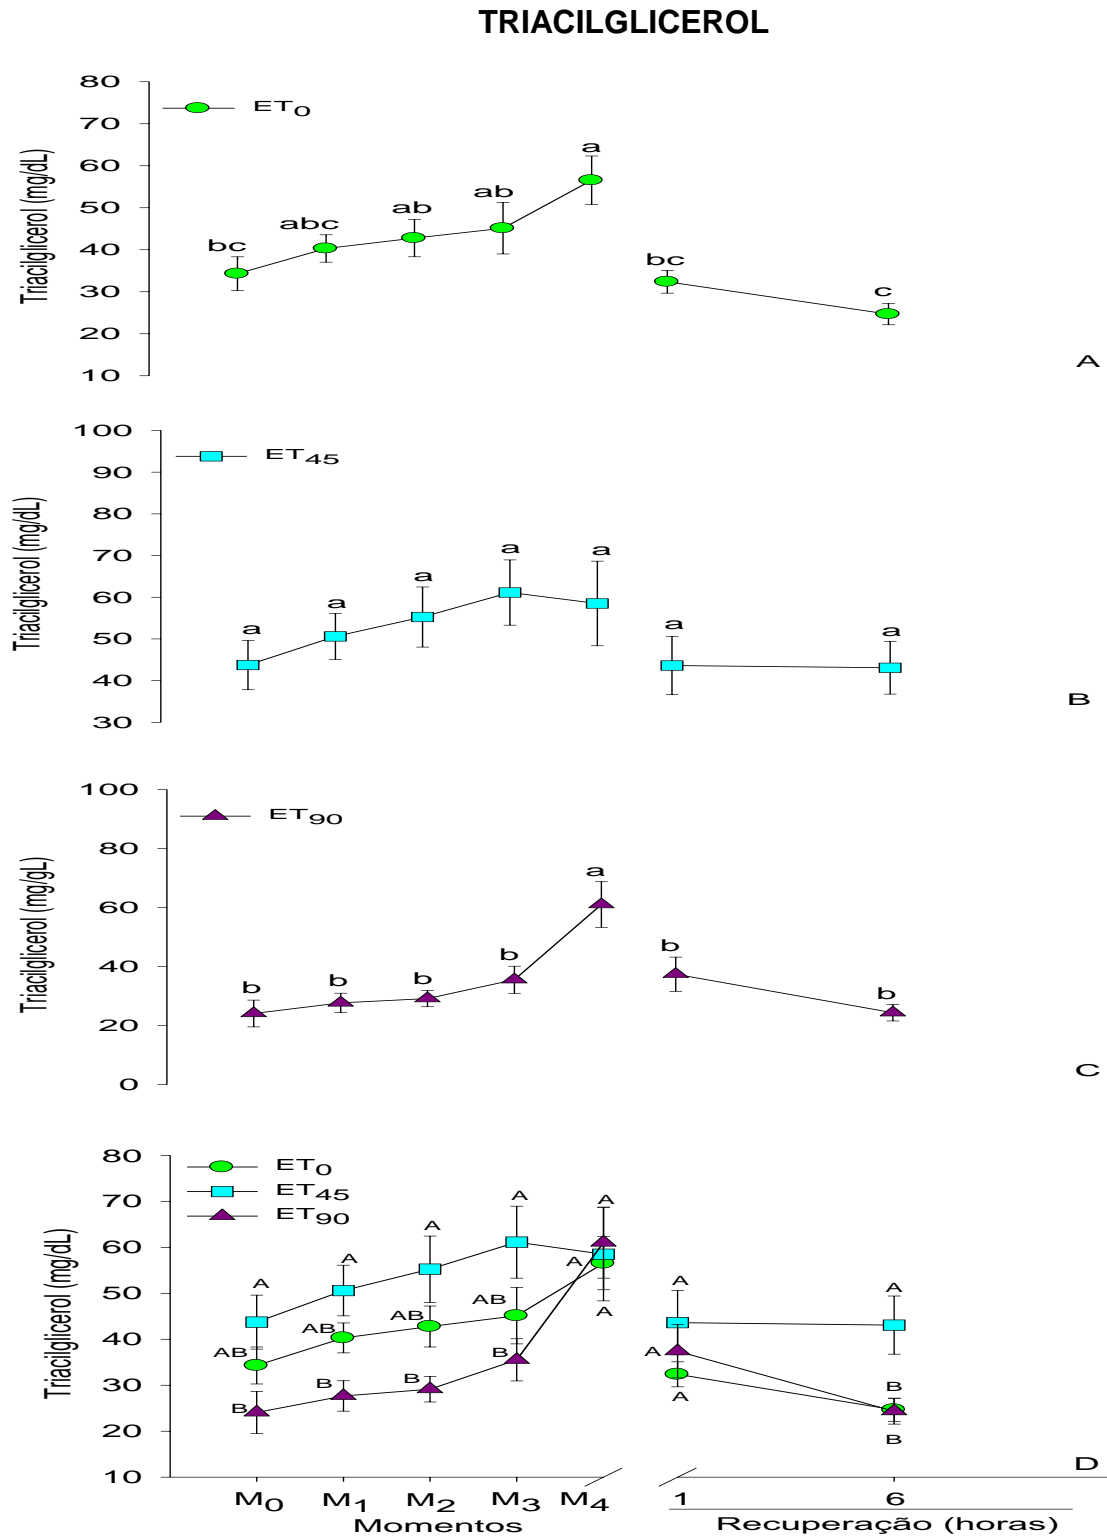 TRIACILGLICEROL
80
70
60
50
40
30
20
10
Triacilglicerol (mg/dL)
ET0
bc
abc
ab
ab
a
bc
c
A
100
90
80
70
60
50
40
30
Triacilglicerol (mg/dL)
ET45
a
a
a
a
a
a
a
B
100
80
60
40
20
0
Triacilglicerol (mg/gL)
ET90
b
b
b
b
a
b
b
C
80
70
60
50
40
30
20
10
Triacilglicerol (mg/dL)
ET0
ET45
ET90
A
A
A
A
A
A
A
AB
AB
AB
AB
A
A
B
B
B
B
B
A
A
B
B
D
M0 M1 M2 M3 M4 1 6
Momentos
Recuperação (horas)